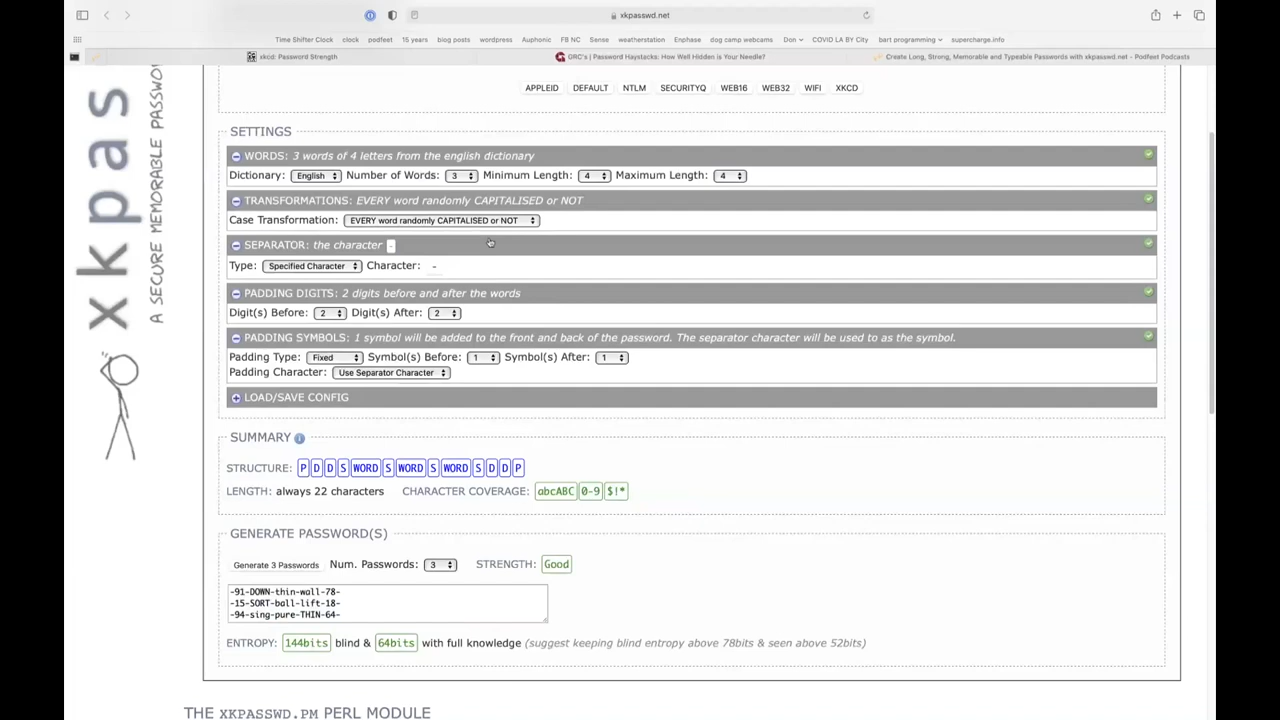 xkpasswd.net
Time Shifter Clock clock podfeet 15 years blog posts wordpress Auphonic FB NC Sense weatherstation Enphase dog camp webcams Don COVID LA BY City bart programming supercharge.info
xkcd: Password Strength
GRC's | Password Haystacks: How Well Hidden is Your Needle?
Create Long, Strong, Memorable and Typeable Passwords with xkpasswd.net - Podfeet Podcasts
xkpas
A SECURE MEMORABLE PASSWO
APPLEID DEFAULT NTLM SECURITYQ WEB16 WEB32 WIFI XKCD
SETTINGS
WORDS: 3 words of 4 letters from the english dictionary
Dictionary: English Number of Words: 3 Minimum Length: 4 Maximum Length: 4
TRANSFORMATIONS: EVERY word randomly CAPITALISED or NOT
Case Transformation: EVERY word randomly CAPITALISED or NOT
SEPARATOR: the character -
Type: Specified Character Character: -
PADDING DIGITS: 2 digits before and after the words
Digit(s) Before: 2 Digit(s) After: 2
PADDING SYMBOLS: 1 symbol will be added to the front and back of the password. The separator character will be used to as the symbol.
Padding Type: Fixed Symbol(s) Before: 1 Symbol(s) After: 1
Padding Character: Use Separator Character
LOAD/SAVE CONFIG
SUMMARY
STRUCTURE: P D D S WORD S WORD S WORD S D D P
LENGTH: always 22 characters CHARACTER COVERAGE: abcABC 0-9 $!*
GENERATE PASSWORD(S)
Generate 3 Passwords Num. Passwords: 3 STRENGTH: Good
-91-DOWN-thin-wall-78-
-15-SORT-ball-lift-18-
-94-sing-pure-THIN-64-
ENTROPY: 144bits blind & 64bits with full knowledge (suggest keeping blind entropy above 78bits & seen above 52bits)
THE XKPASSWD.PM PERL MODULE